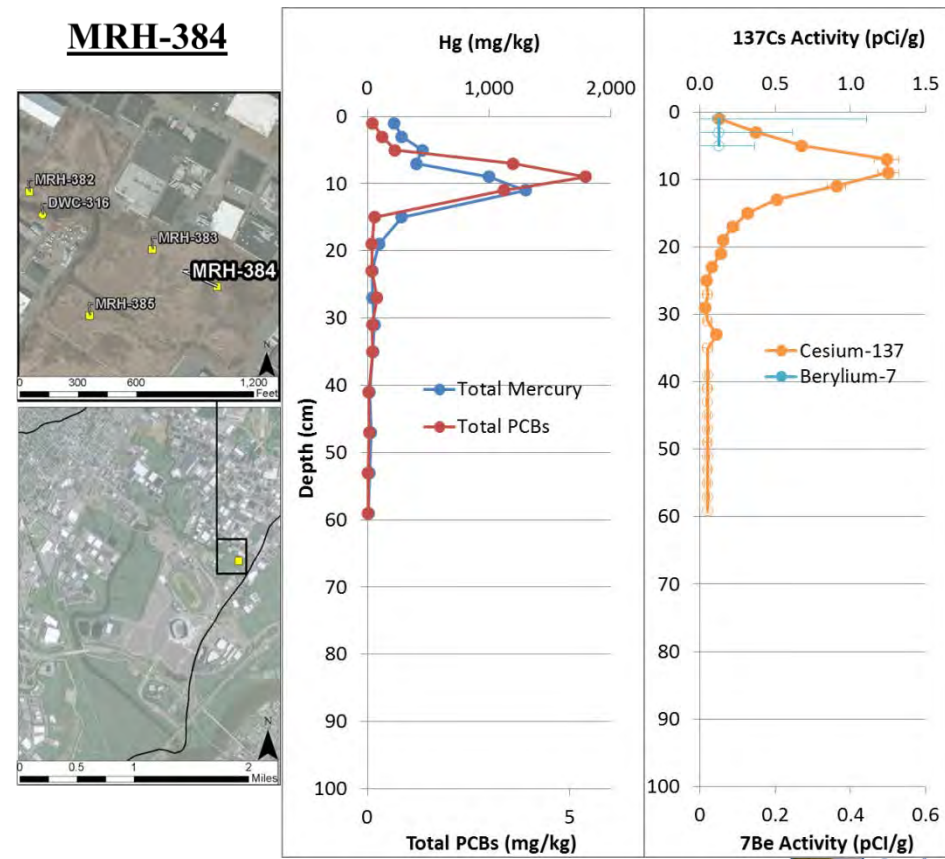 MRH-384
MRH-382
DWC-316
MRH-383
MRH-384
MRH-385
N
0 300 600 1,200
Feet
N
0 0.5 1 2
Miles
Hg (mg/kg)
0 1,000 2,000
0
10
20
30
40
50
60
70
80
90
100
Depth (cm)
Total Mercury
Total PCBs
0 5
Total PCBs (mg/kg)
137Cs Activity (pCi/g)
0.0 0.5 1.0 1.5
0
10
20
30
40
50
60
70
80
90
100
Cesium-137
Berylium-7
0 0.2 0.4 0.6
7Be Activity (pCI/g)